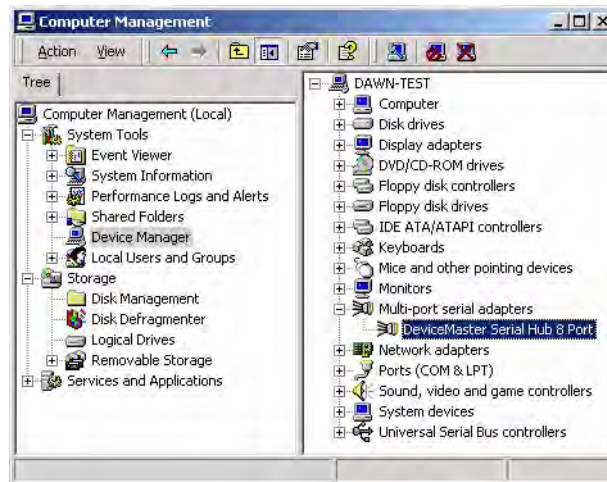 Computer Management
Action View
Tree
Computer Management (Local)
System Tools
Event Viewer
System Information
Performance Logs and Alerts
Shared Folders
Device Manager
Local Users and Groups
Storage
Disk Management
Disk Defragmenter
Logical Drives
Removable Storage
Services and Applications
DAWN-TEST
Computer
Disk drives
Display adapters
DVD/CD-ROM drives
Floppy disk controllers
Floppy disk drives
IDE ATA/ATAPI controllers
Keyboards
Mice and other pointing devices
Monitors
Multi-port serial adapters
DeviceMaster Serial Hub 8 Port
Network adapters
Ports (COM & LPT)
Sound, video and game controllers
System devices
Universal Serial Bus controllers